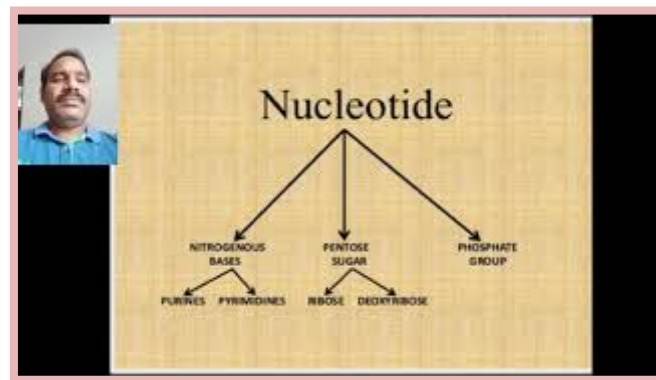 Nucleotide
NITROGENOUS
BASES
PENTOSE
SUGAR
PHOSPHATE
GROUP
PURINES PYRIMIDINES RIBOSE DEOXYRIBOSE